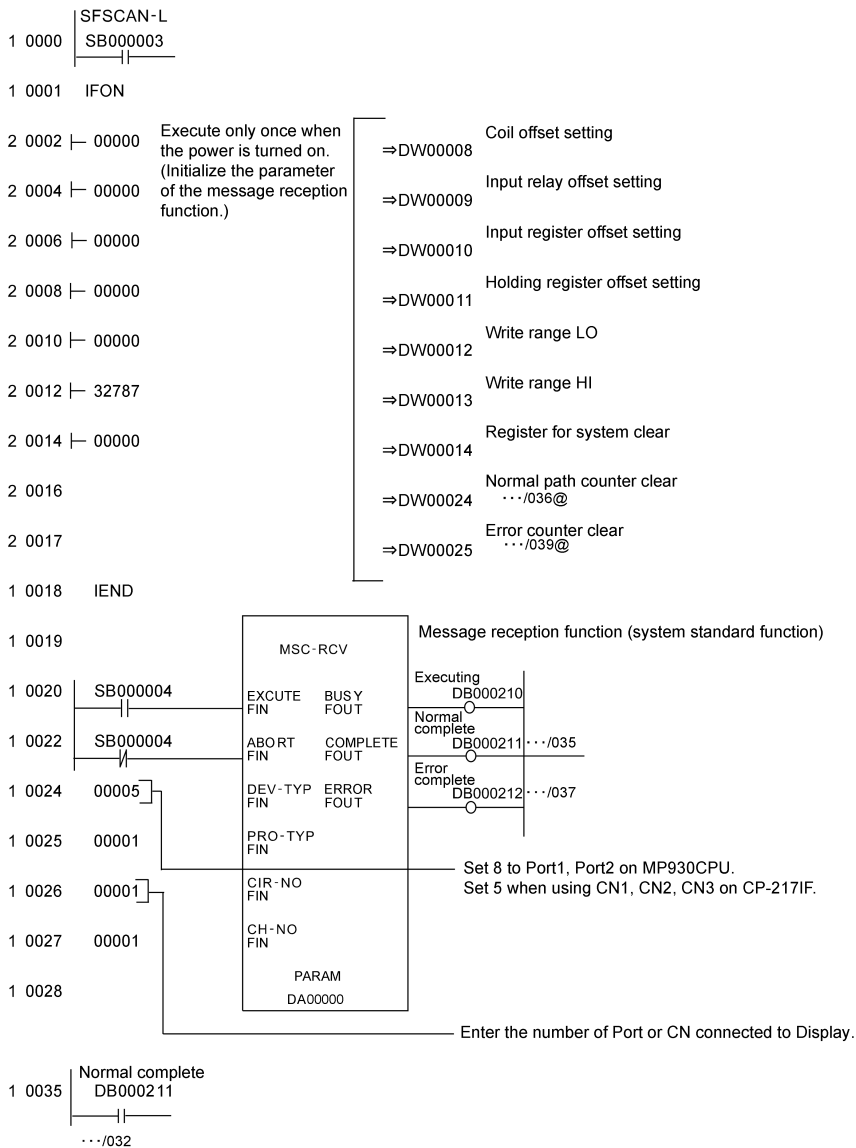 SFSCAN-L
1 0000 SB000003
1 0001 IFON
2 0002 00000 Execute only once when the power is turned on. (Initialize the parameter of the message reception function.) ⇒DW00008 Coil offset setting
2 0004 00000 ⇒DW00009 Input relay offset setting
2 0006 00000 ⇒DW00010 Input register offset setting
2 0008 00000 ⇒DW00011 Holding register offset setting
2 0010 00000 ⇒DW00012 Write range LO
2 0012 32787 ⇒DW00013 Write range HI
2 0014 00000 ⇒DW00014 Register for system clear
2 0016 ⇒DW00024 Normal path counter clear
···/036@
2 0017 ⇒DW00025 Error counter clear
···/039@
1 0018 IEND
1 0019 MSC-RCV Message reception function (system standard function)
Executing
1 0020 SB000004 EXCUTE BUSY DB000210
FIN FOUT
Normal complete
1 0022 SB000004 ABORT COMPLETE DB000211 ···/035
FIN FOUT
Error complete
1 0024 00005 DEV-TYP ERROR DB000212 ···/037
FIN FOUT
1 0025 00001 PRO-TYP
FIN
Set 8 to Port1, Port2 on MP930CPU.
Set 5 when using CN1, CN2, CN3 on CP-217IF.
1 0026 00001 CIR-NO
FIN
1 0027 00001 CH-NO
FIN
PARAM
1 0028 DA00000
Enter the number of Port or CN connected to Display.
Normal complete
1 0035 DB000211
···/032